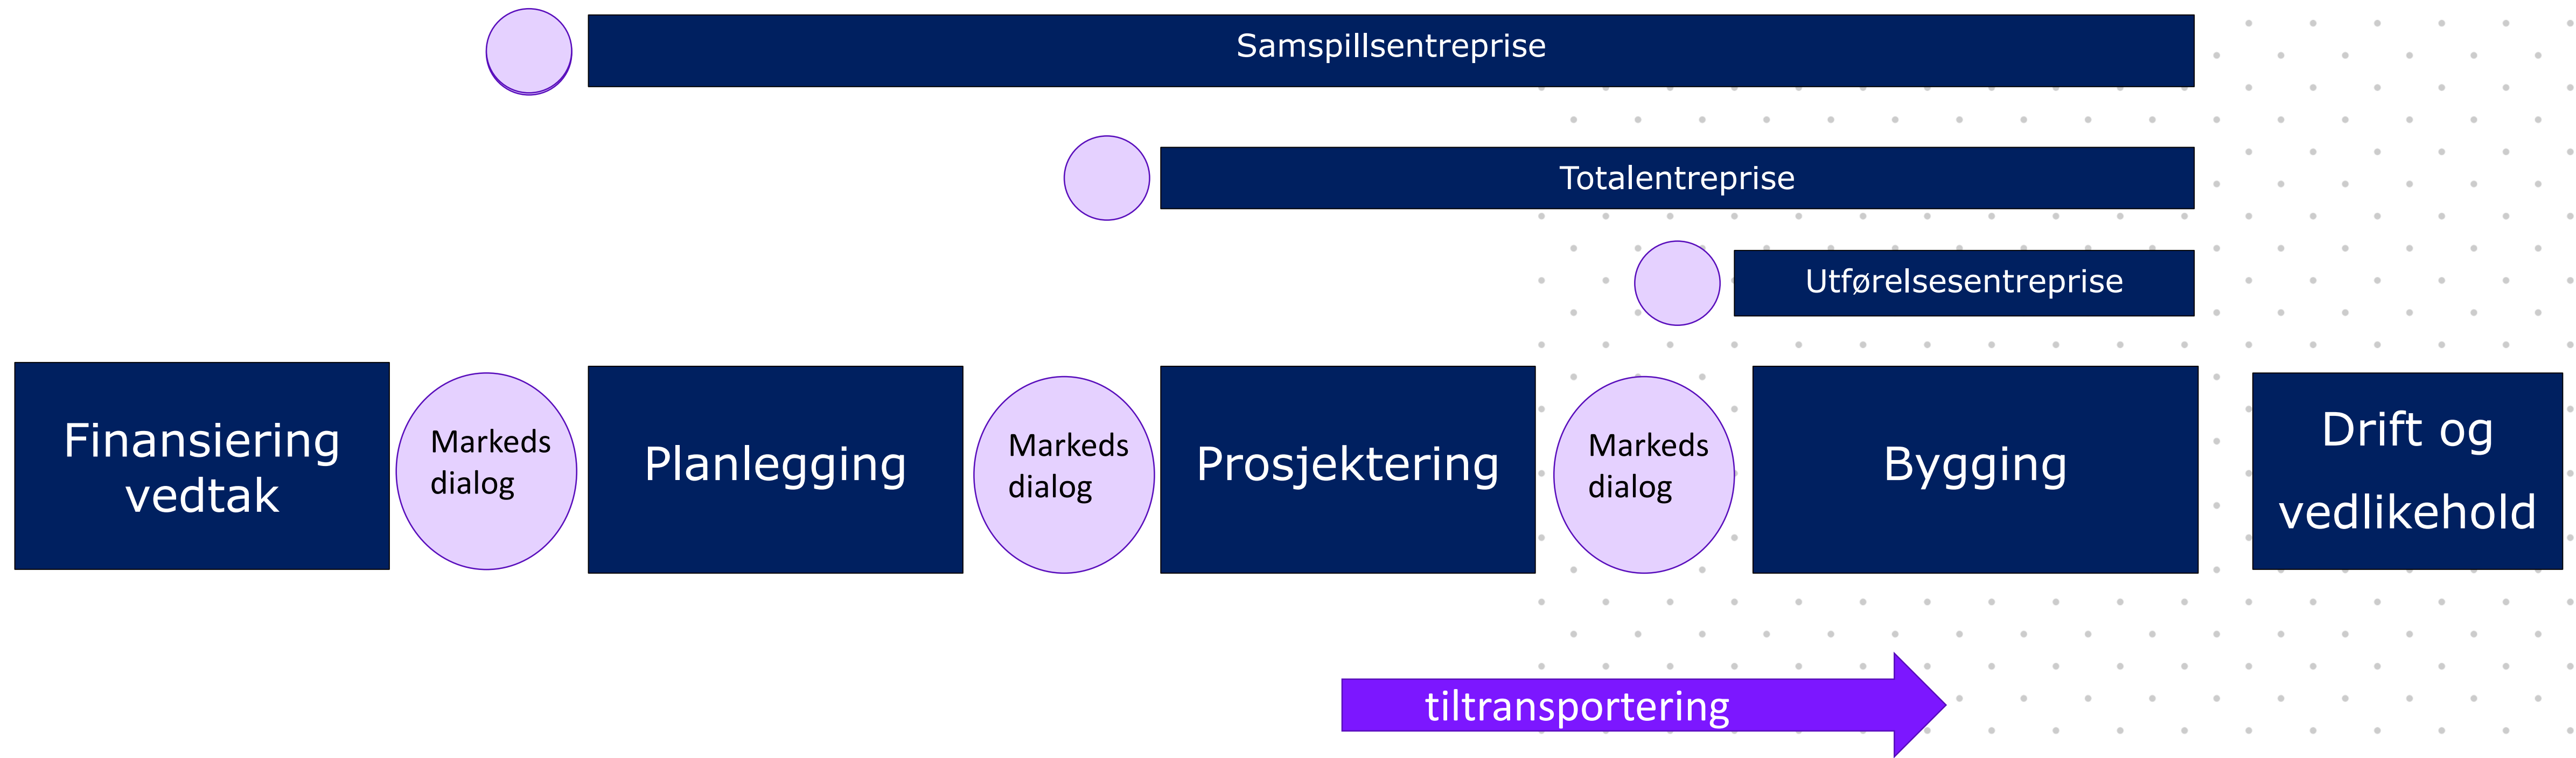 Samspillsentreprise
Totalentreprise
Utførelsesentreprise
Finansiering
vedtak
Markeds
dialog
Planlegging
Markeds
dialog
Prosjektering
Markeds
dialog
Bygging
Drift og
vedlikehold
tiltransportering